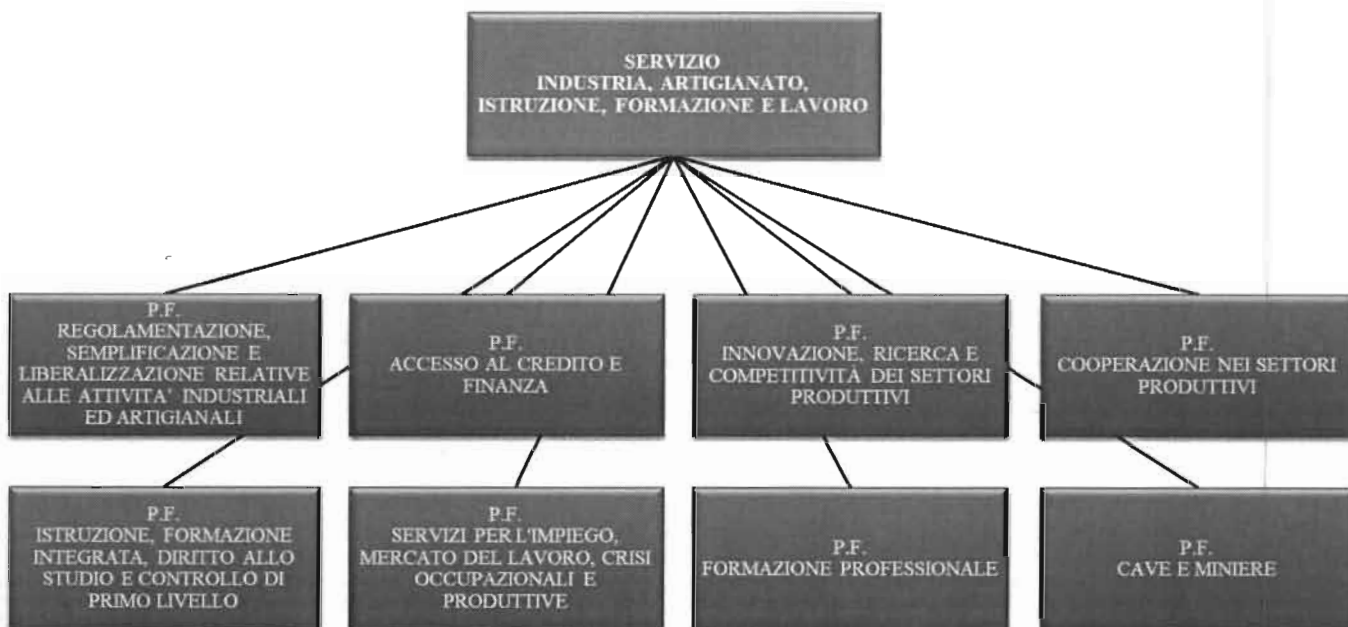 SERVIZIO
INDUSTRIA, ARTIGIANATO,
ISTRUZIONE, FORMAZIONE E LAVORO
P.F.
REGOLAMENTAZIONE,
SEMPLIFICAZIONE E
LIBERALIZZAZIONE RELATIVE
ALLE ATTIVITA' INDUSTRIALI
ED ARTIGIANALI
P.F.
ACCESSO AL CREDITO E
FINANZA
P.F.
INNOVAZIONE, RICERCA E
COMPETITIVITÀ DEI SETTORI
PRODUTTIVI
P.F.
COOPERAZIONE NEI SETTORI
PRODUTTIVI
P.F.
ISTRUZIONE, FORMAZIONE
INTEGRATA, DIRITTO ALLO
STUDIO E CONTROLLO DI
PRIMO LIVELLO
P.F.
SERVIZI PER L'IMPIEGO,
MERCATO DEL LAVORO, CRISI
OCCUPAZIONALI E
PRODUTTIVE
P.F.
FORMAZIONE PROFESSIONALE
P.F.
CAVE E MINIERE